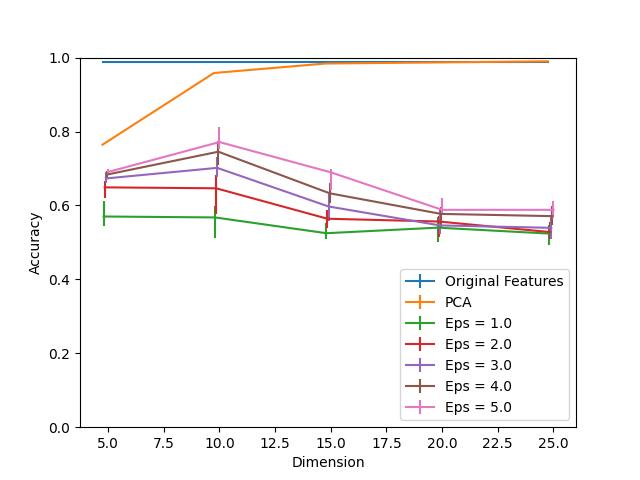 1.0
0.8
0.6
0.4
0.2
0.0
Accuracy
5.0 7.5 10.0 12.5 15.0 17.5 20.0 22.5 25.0
Dimension
Original Features
PCA
Eps = 1.0
Eps = 2.0
Eps = 3.0
Eps = 4.0
Eps = 5.0